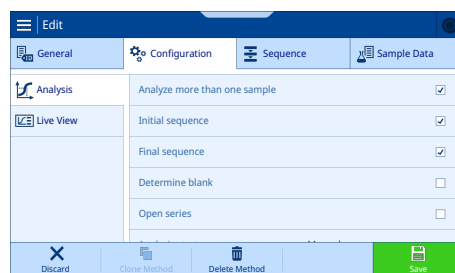 Edit
General
Configuration
Sequence
Sample Data
Analysis
Live View
Analyze more than one sample
Initial sequence
Final sequence
Determine blank
Open series
Discard
Clone Method
Delete Method
Save